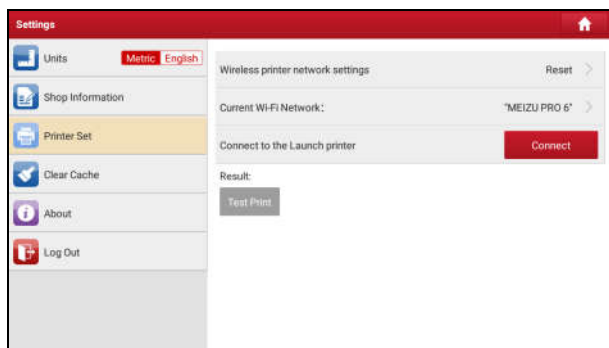 Settings
Units Metric English
Shop Information
Printer Set
Clear Cache
About
Log Out
Wireless printer network settings Reset
Current Wi-Fi Network: "MEIZU PRO 6"
Connect to the Launch printer Connect
Result:
Test Print